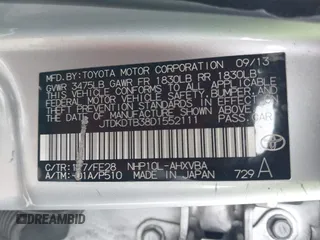 MFD.BY: TOYOTA MOTOR CORPORATION 09/13
GVWR 3475LB GAWR FR 1830LB RR 1830LB
THIS VEHICLE CONFORMS TO ALL APPLICABLE
FEDERAL MOTOR VEHICLE SAFETY, BUMPER, AND
THEFT PREVENTION STANDARDS IN EFFECT ON
THE DATE OF MANUFACTURE SHOWN ABOVE.
JTDKDTB38D1552111 PASS. CAR
C/TR: /FE28 NHP10L-AHXVBA
A/TM: -01A/P510 MADE IN JAPAN 729 A
TOYOTA
DREAMBID